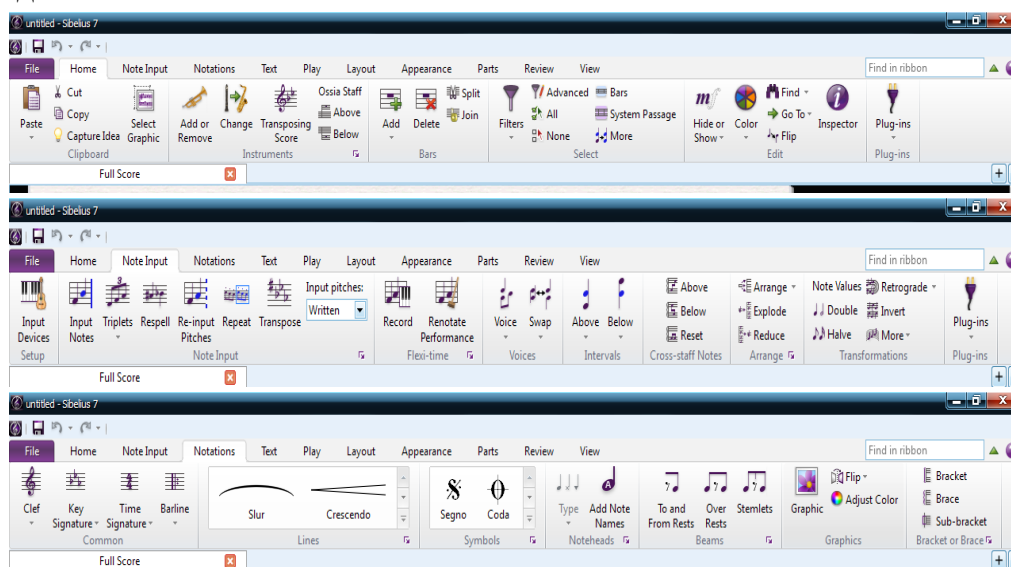 untitled - Sibelius 7
File Home Note Input Notations Text Play Layout Appearance Parts Review View Find in ribbon
Paste
Cut
Copy
Capture Idea
Select Graphic
Clipboard
Add or Remove
Change
Transposing Score
Ossia Staff
Above
Below
Instruments
Add
Delete
Split
Join
Bars
Filters
Advanced
All
None
Bars
System Passage
More
Select
Hide or Show
Color
Find
Go To
Flip
Inspector
Edit
Plug-ins
Plug-ins
Full Score
untitled - Sibelius 7
File Home Note Input Notations Text Play Layout Appearance Parts Review View Find in ribbon
Input Devices
Setup
Input Notes
Triplets
Respell
Re-input Pitches
Repeat
Transpose
Input pitches:
Written
Note Input
Record
Renotate Performance
Flexi-time
Voice
Swap
Voices
Above
Below
Intervals
Above
Below
Reset
Cross-staff Notes
Arrange
Explode
Reduce
Arrange
Note Values
Double
Halve
Retrograde
Invert
More
Transformations
Plug-ins
Plug-ins
Full Score
untitled - Sibelius 7
File Home Note Input Notations Text Play Layout Appearance Parts Review View Find in ribbon
Clef
Key Signature
Time Signature
Barline
Common
Slur
Crescendo
Lines
Segno
Coda
Symbols
Type
A
Add Note Names
Noteheads
To and From Rests
Over Rests
Stemlets
Beams
Graphic
Flip
Adjust Color
Graphics
Bracket
Brace
Sub-bracket
Bracket or Brace
Full Score